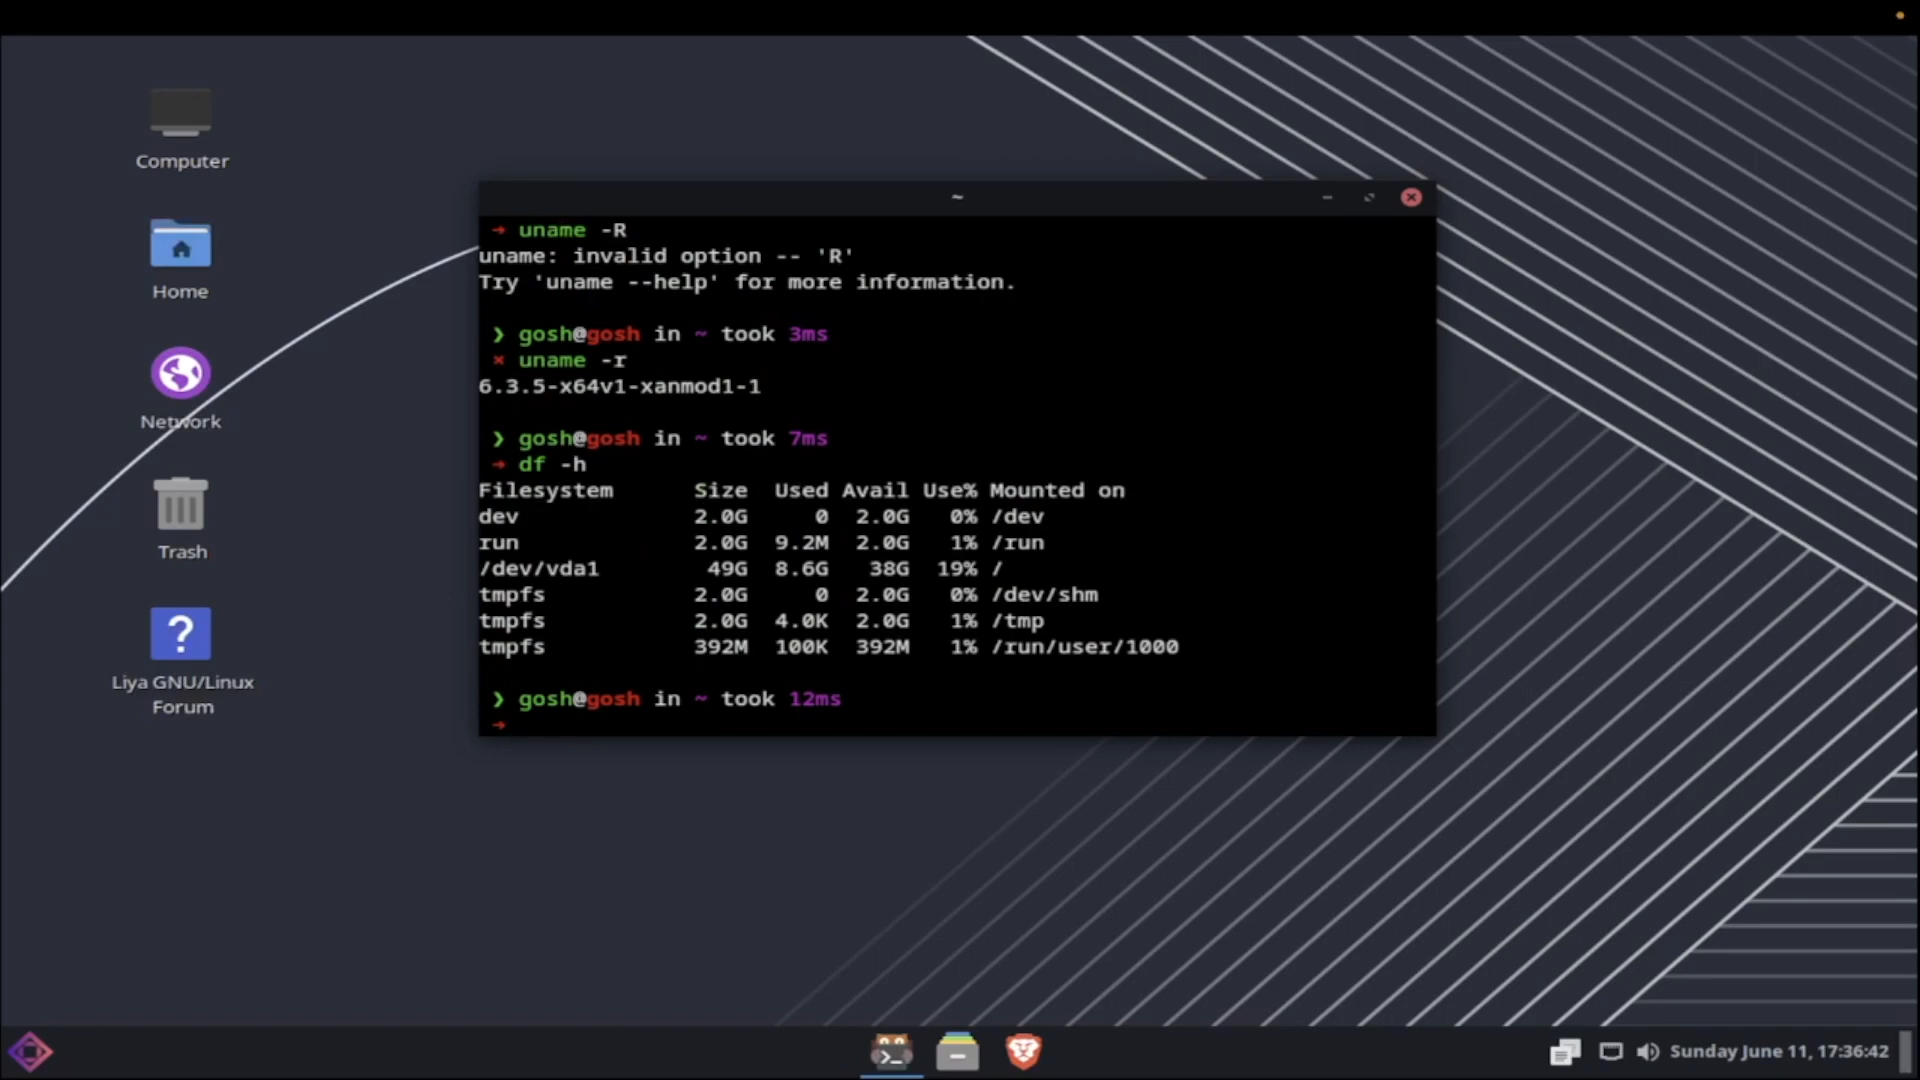 Computer
Home
Network
Trash
?
Liya GNU/Linux
Forum
~
➜ uname -R
uname: invalid option -- 'R'
Try 'uname --help' for more information.
❯ gosh@gosh in ~ took 3ms
× uname -r
6.3.5-x64v1-xanmod1-1
❯ gosh@gosh in ~ took 7ms
➜ df -h
Filesystem Size Used Avail Use% Mounted on
dev 2.0G 0 2.0G 0% /dev
run 2.0G 9.2M 2.0G 1% /run
/dev/vda1 49G 8.6G 38G 19% /
tmpfs 2.0G 0 2.0G 0% /dev/shm
tmpfs 2.0G 4.0K 2.0G 1% /tmp
tmpfs 392M 100K 392M 1% /run/user/1000
❯ gosh@gosh in ~ took 12ms
➜
Sunday June 11, 17:36:42